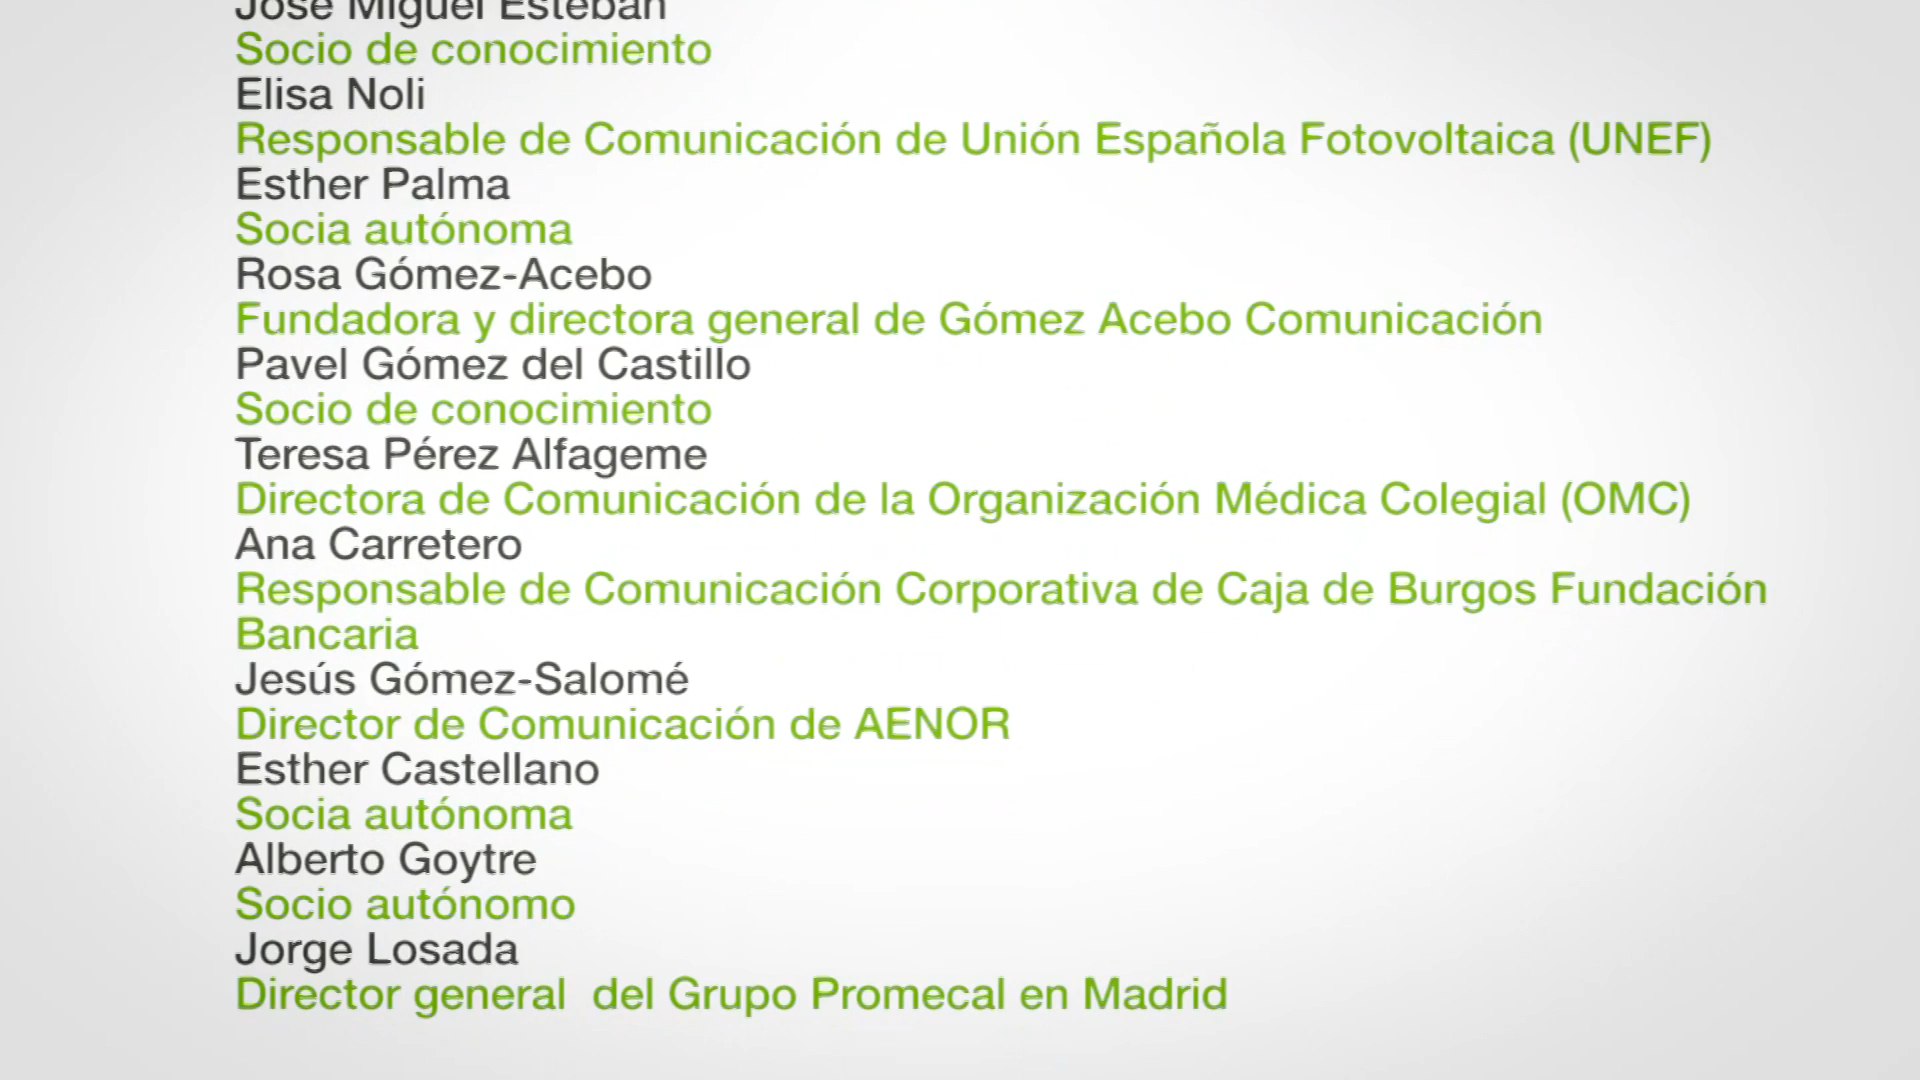 José Miguel Esteban
Socio de conocimiento
Elisa Noli
Responsable de Comunicación de Unión Española Fotovoltaica (UNEF)
Esther Palma
Socia autónoma
Rosa Gómez-Acebo
Fundadora y directora general de Gómez Acebo Comunicación
Pavel Gómez del Castillo
Socio de conocimiento
Teresa Pérez Alfageme
Directora de Comunicación de la Organización Médica Colegial (OMC)
Ana Carretero
Responsable de Comunicación Corporativa de Caja de Burgos Fundación
Bancaria
Jesús Gómez-Salomé
Director de Comunicación de AENOR
Esther Castellano
Socia autónoma
Alberto Goytre
Socio autónomo
Jorge Losada
Director general  del Grupo Promecal en Madrid